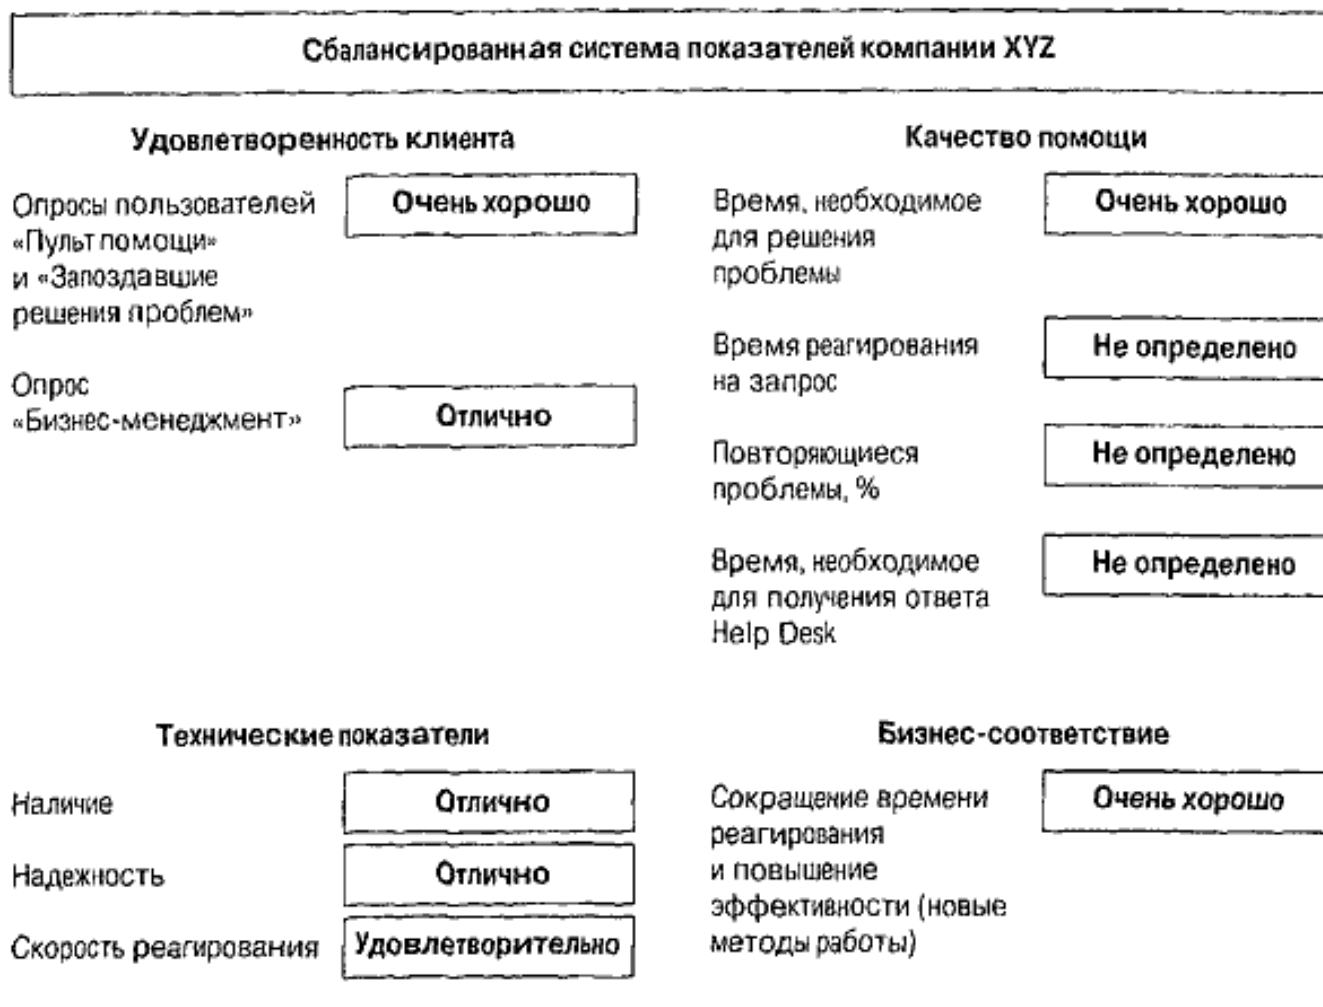 Сбалансированная система показателей компании XYZ
Удовлетворенность клиента
Опросы пользователей
«Пульт помощи»
и «Запоздавшие
решения проблем»
Очень хорошо
Опрос
«Бизнес-менеджмент»
Отлично
Качество помощи
Время, необходимое
для решения
проблемы
Очень хорошо
Время реагирования
на запрос
Не определено
Повторяющиеся
проблемы, %
Не определено
Время, необходимое
для получения ответа
Help Desk
Не определено
Технические показатели
Наличие
Отлично
Надежность
Отлично
Скорость реагирования
Удовлетворительно
Бизнес-соответствие
Сокращение времени
реагирования
и повышение
эффективности (новые
методы работы)
Очень хорошо